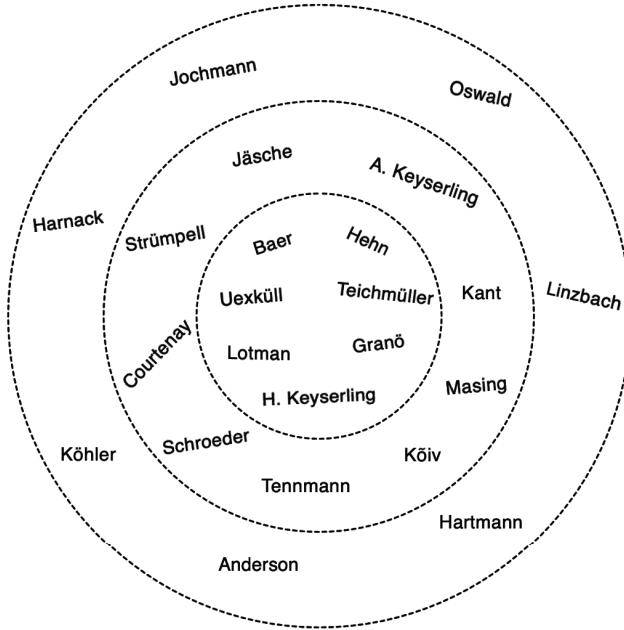 Jochmann
Oswald
Jäsche
A. Keyserling
Harnack
Strümpell
Baer
Hehn
Uexküll
Teichmüller
Kant
Linzbach
Courtenay
Lotman
Granö
H. Keyserling
Masing
Schroeder
Köhler
Kõiv
Tennmann
Hartmann
Anderson